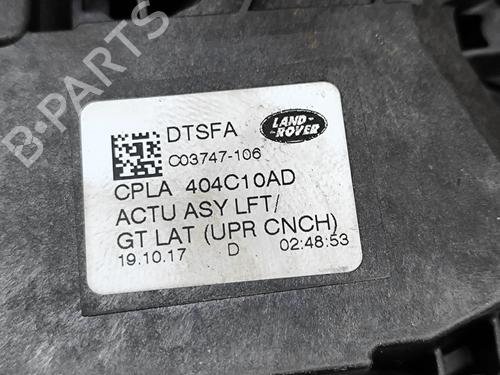 DTSFA
LAND-
ROVER
C03747-106
CPLA 404C10AD
ACTU ASY LFT/
GT LAT (UPR CNCH)
19.10.17 D 02:48:53
B-PARTS